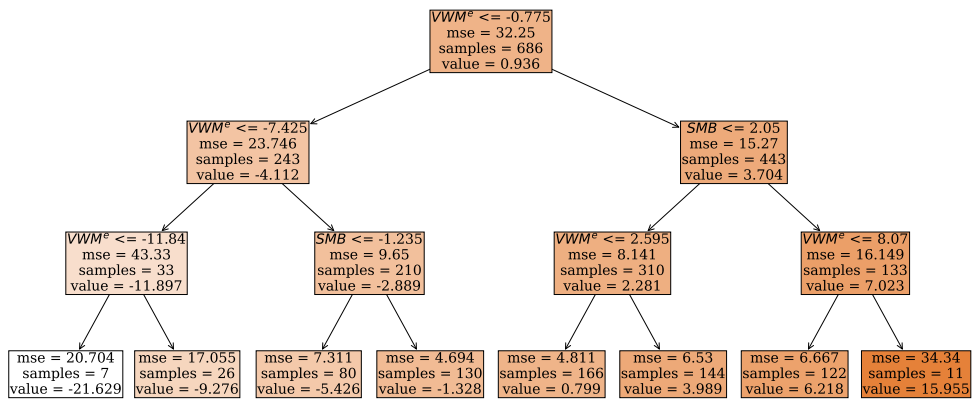 VWM^e <= -0.775
mse = 32.25
samples = 686
value = 0.936
VWM^e <= -7.425
mse = 23.746
samples = 243
value = -4.112
SMB <= 2.05
mse = 15.27
samples = 443
value = 3.704
VWM^e <= -11.84
mse = 43.33
samples = 33
value = -11.897
SMB <= -1.235
mse = 9.65
samples = 210
value = -2.889
VWM^e <= 2.595
mse = 8.141
samples = 310
value = 2.281
VWM^e <= 8.07
mse = 16.149
samples = 133
value = 7.023
mse = 20.704
samples = 7
value = -21.629
mse = 17.055
samples = 26
value = -9.276
mse = 7.311
samples = 80
value = -5.426
mse = 4.694
samples = 130
value = -1.328
mse = 4.811
samples = 166
value = 0.799
mse = 6.53
samples = 144
value = 3.989
mse = 6.667
samples = 122
value = 6.218
mse = 34.34
samples = 11
value = 15.955